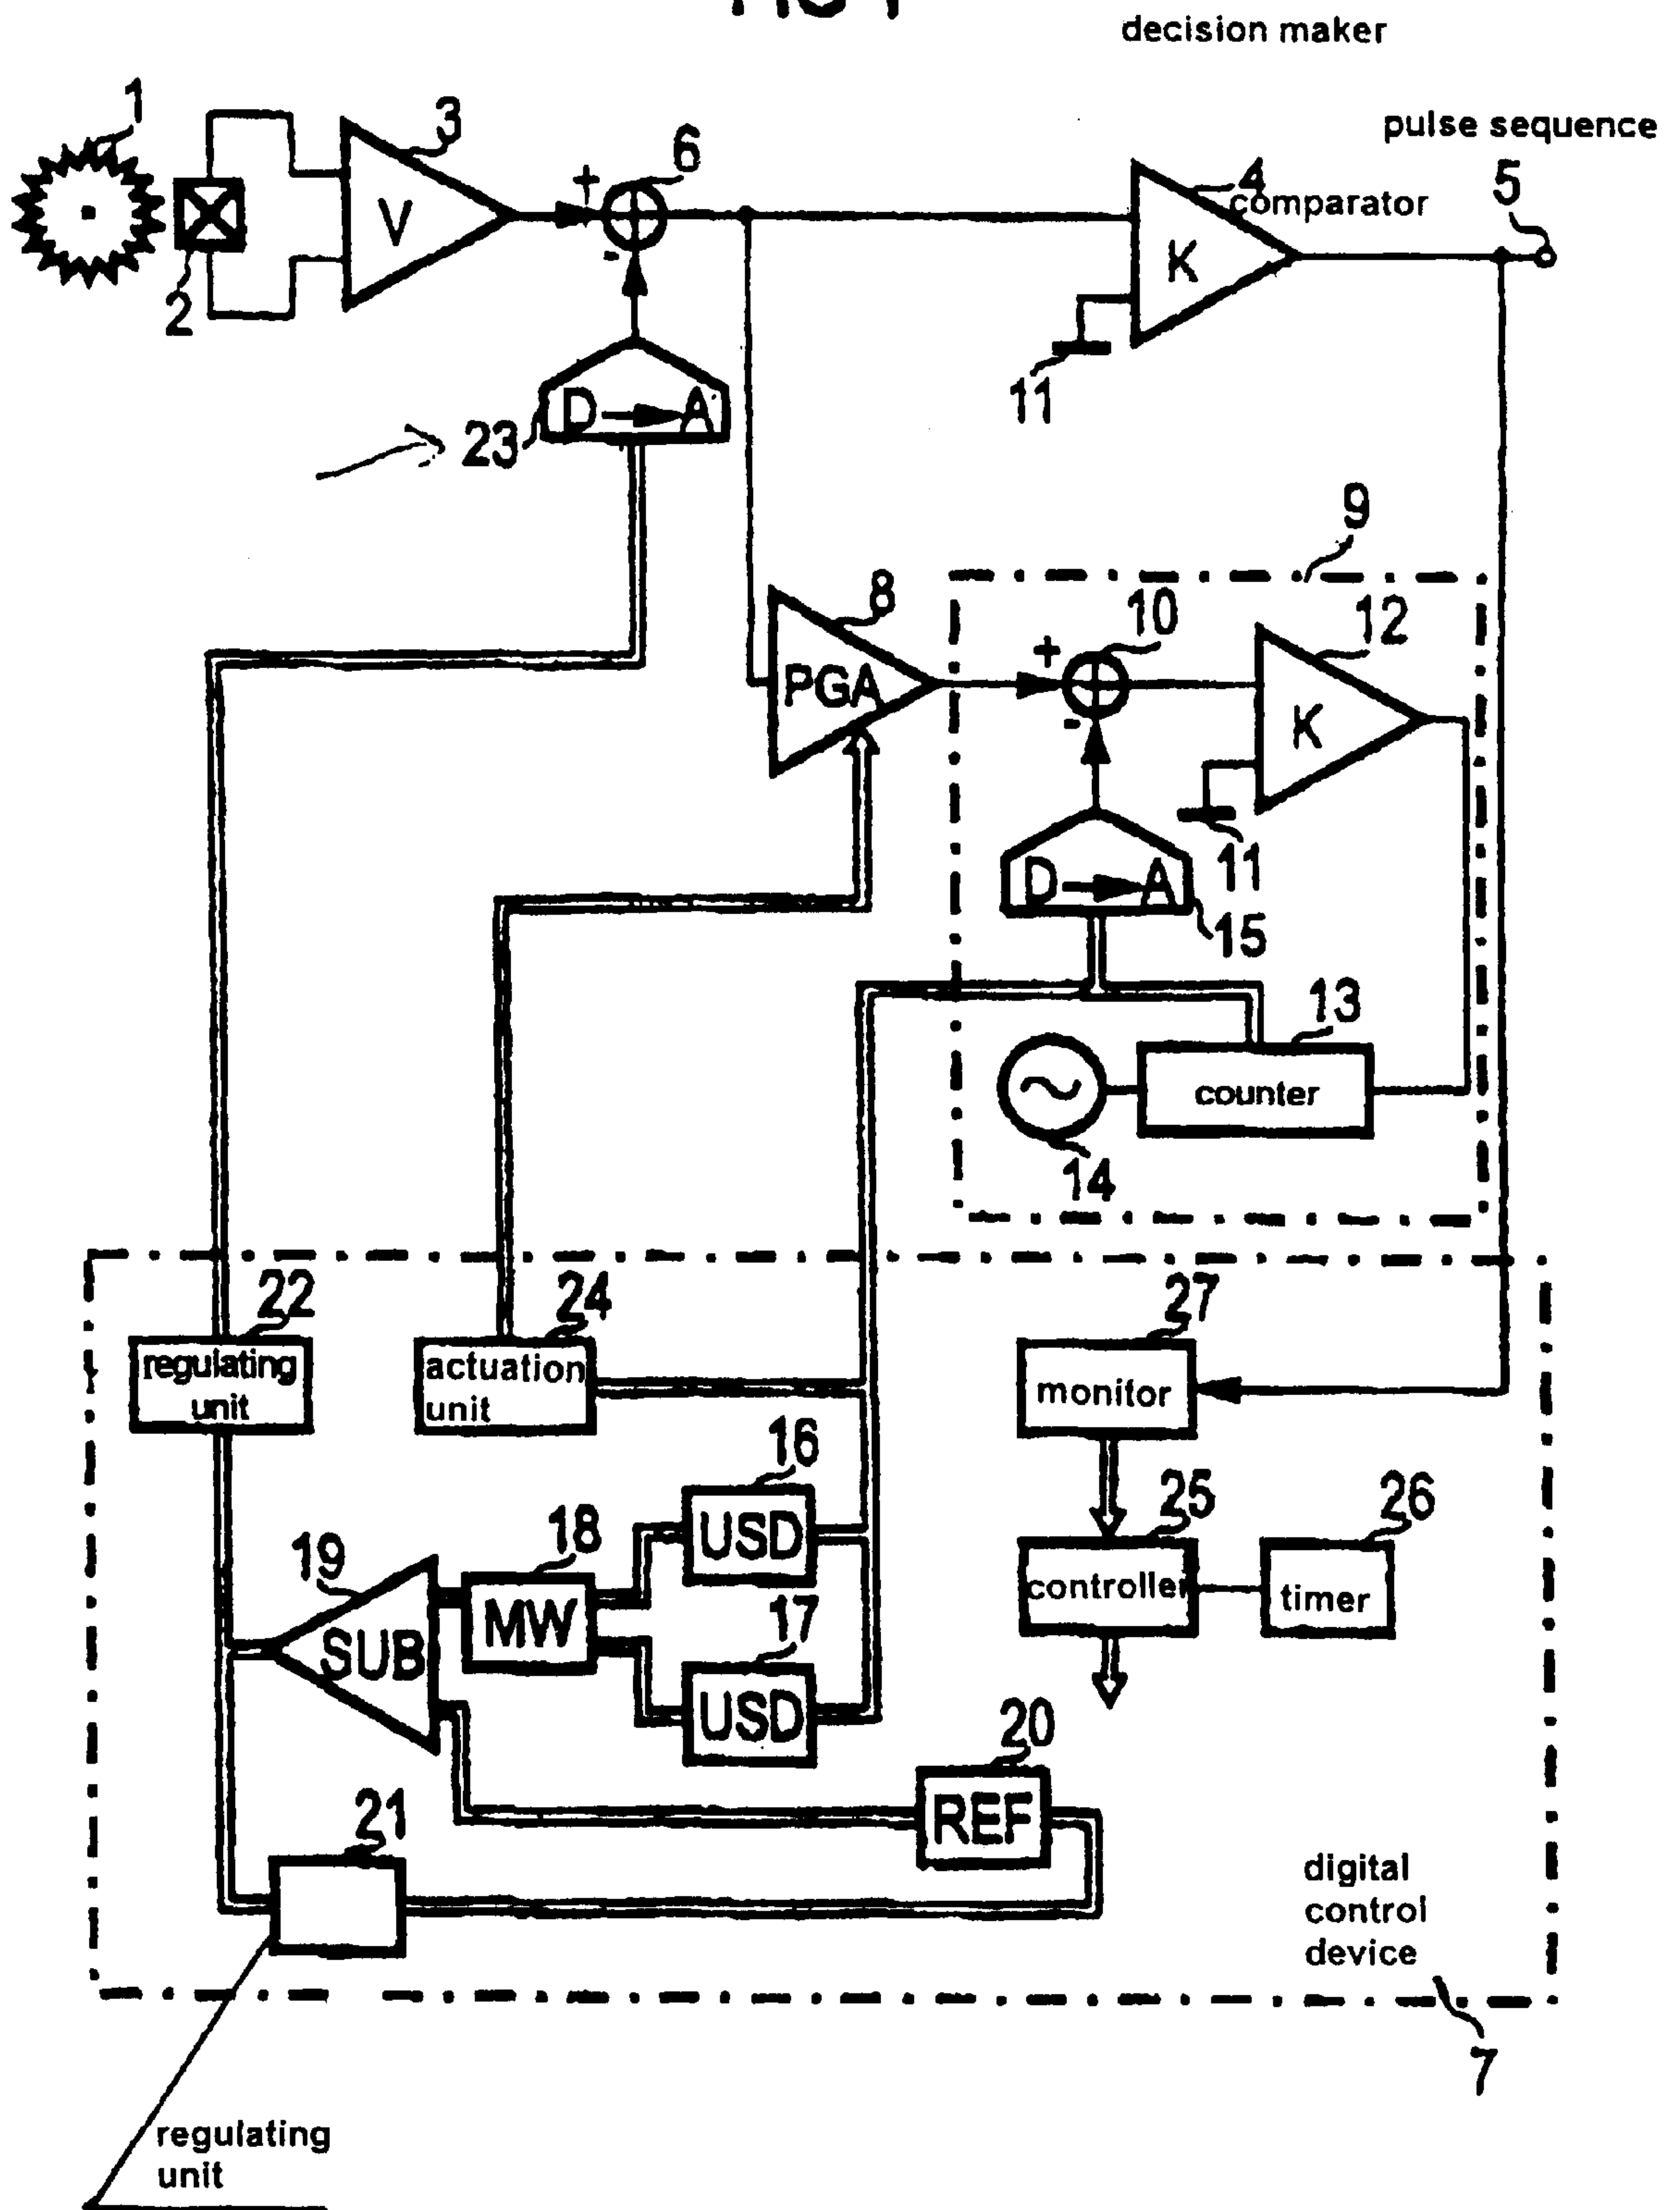 FIG 1
decision maker
pulse sequence
1
3
6
4
comparator
5
+
V
K
-
2
11
D A
23
9
8
10
12
+
PGA
K
-
11
D A
15
13
counter
14
22
24
27
regulating
unit
actuation
unit
monitor
16
25
26
USD
18
19
controller
timer
MW
17
SUB
USD
20
REF
21
digital
control
device
7
regulating
unit